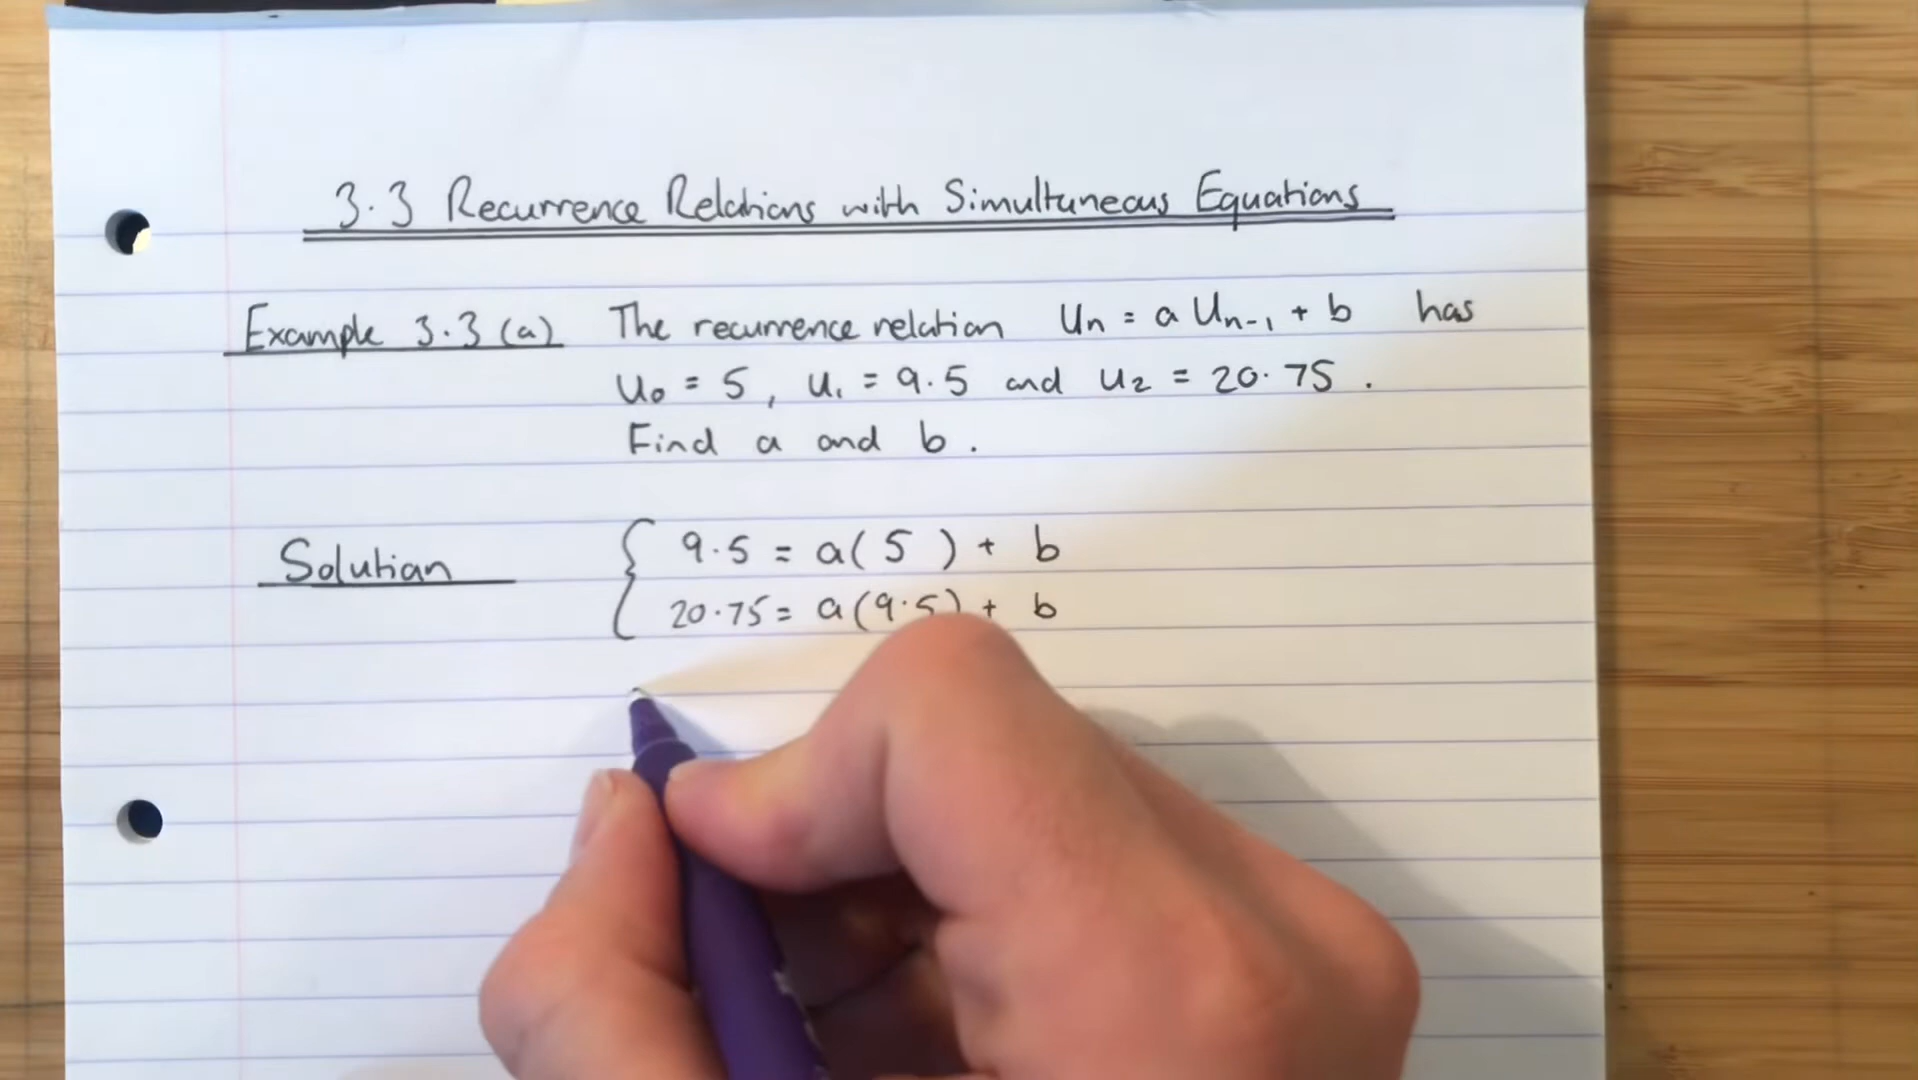 3.3 Recurrence Relations with Simultaneous Equations
Example 3.3 (a) The recurrence relation Un = a Un-1 + b has
U0 = 5, U1 = 9.5 and U2 = 20.75.
Find a and b.
Solution { 9.5 = a( 5 ) + b
20.75 = a(9.5) + b